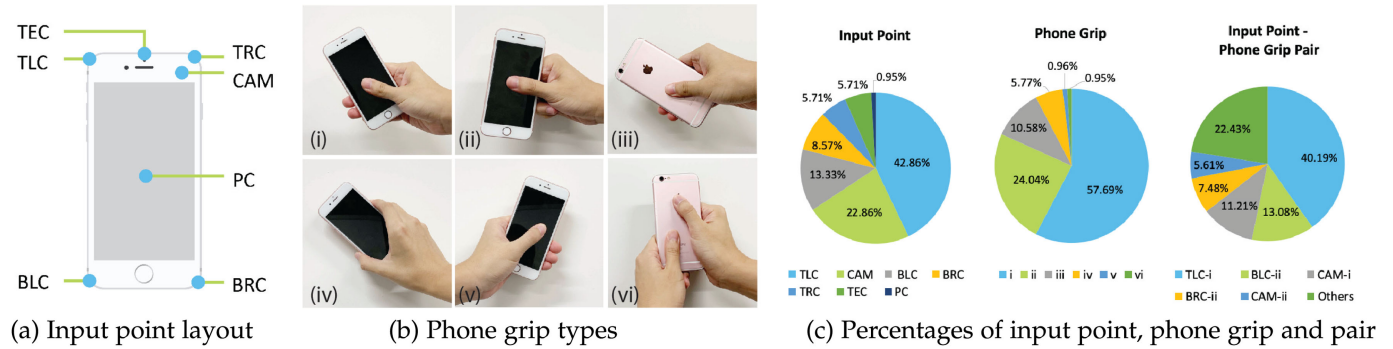 TEC
TLC
TRC
CAM
PC
BLC
BRC
(a) Input point layout
(i)
(ii)
(iii)
(iv)
(v)
(vi)
(b) Phone grip types
Input Point
5.71%
5.71%
0.95%
8.57%
42.86%
13.33%
22.86%
TLC CAM BLC BRC
TRC TEC PC
Phone Grip
0.96%
5.77%
0.95%
10.58%
24.04%
57.69%
i ii iii iv v vi
Input Point -
Phone Grip Pair
22.43%
40.19%
5.61%
7.48%
11.21%
13.08%
TLC-i BLC-ii CAM-i
BRC-ii CAM-ii Others
(c) Percentages of input point, phone grip and pair